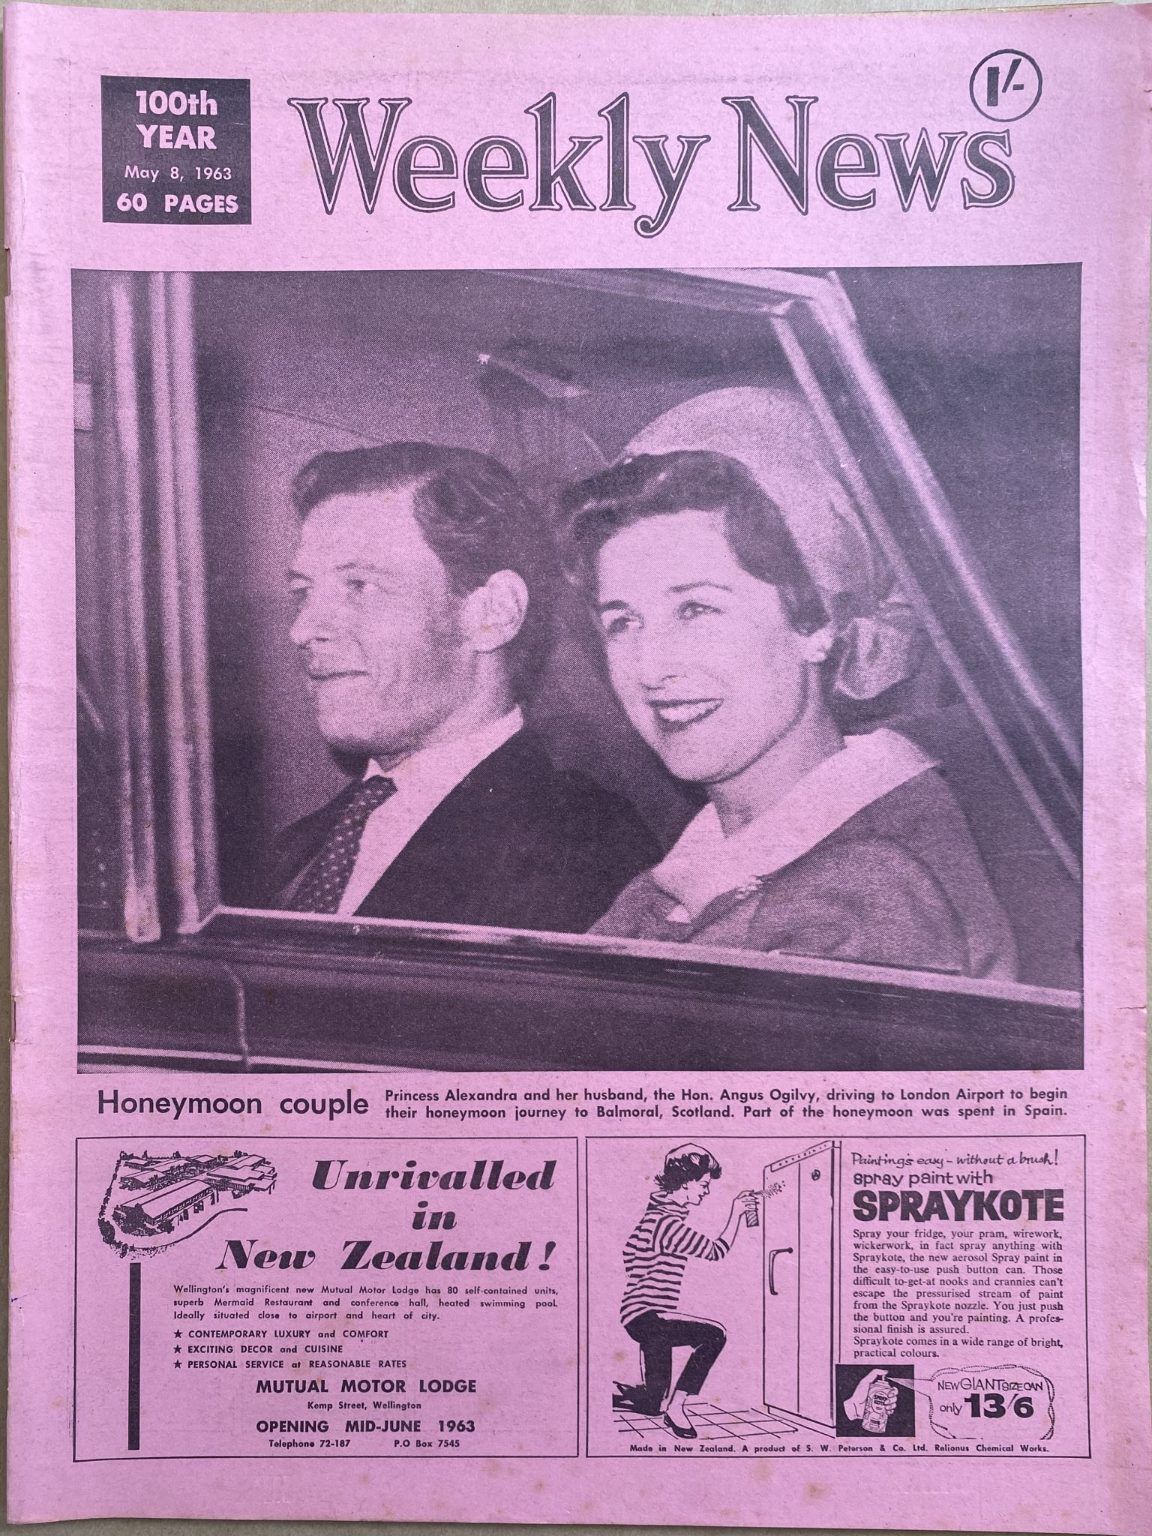 100th
YEAR
May 8, 1963
60 PAGES
Weekly News
1/-
Honeymoon couple
Princess Alexandra and her husband, the Hon. Angus Ogilvy, driving to London Airport to begin
their honeymoon journey to Balmoral, Scotland. Part of the honeymoon was spent in Spain.
Unrivalled
in
New Zealand!
Wellington's magnificent new Mutual Motor Lodge has 80 self-contained units,
superb Mermaid Restaurant and conference hall, heated swimming pool.
Ideally situated close to airport and heart of city.
★ CONTEMPORARY LUXURY and COMFORT
★ EXCITING DECOR and CUISINE
★ PERSONAL SERVICE at REASONABLE RATES
MUTUAL MOTOR LODGE
Kemp Street, Wellington
OPENING MID-JUNE 1963
Telephone 72-187 P.O Box 7545
Painting's easy - without a brush!
spray paint with
SPRAYKOTE
Spray your fridge, your pram, wirework,
wickerwork, in fact spray anything with
Spraykote, the new aerosol Spray paint in
the easy-to-use push button can. Those
difficult to-get-at nooks and crannies can't
escape the pressurised stream of paint
from the Spraykote nozzle. You just push
the button and you're painting. A profes-
sional finish is assured.
Spraykote comes in a wide range of bright,
practical colours.
NEW GIANT SIZE CAN
only 13/6
Made in New Zealand. A product of S. W. Peterson & Co. Ltd. Relionus Chemical Works.